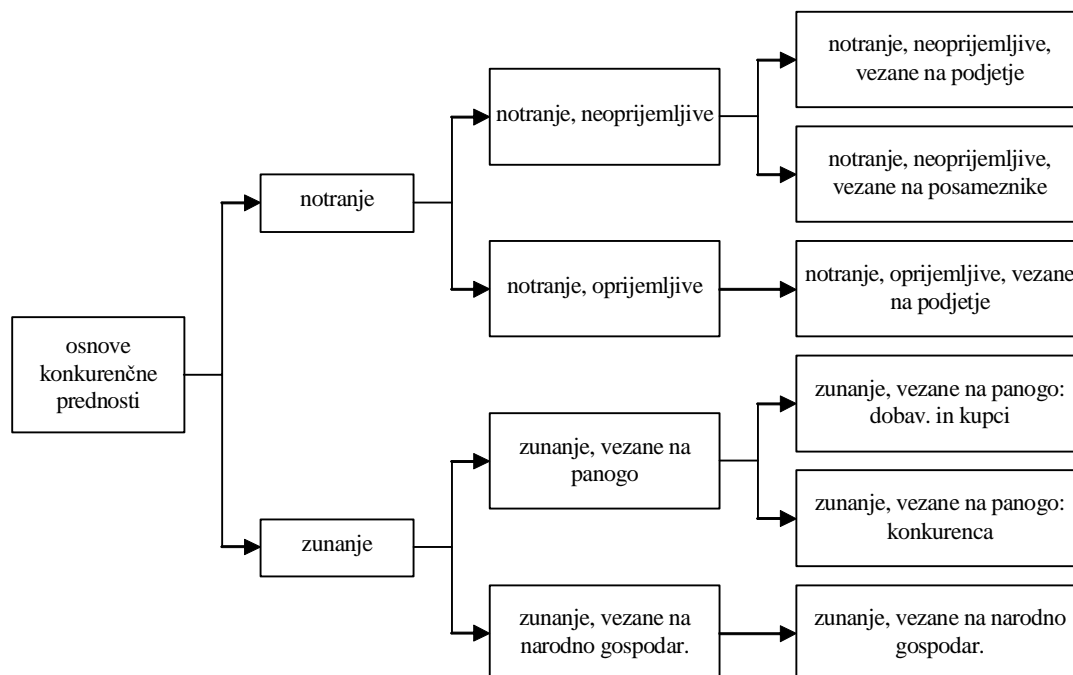 osnove
konkurenčne
prednosti
notranje
zunanje
notranje, neoprijemljive
notranje, oprijemljive
zunanje, vezane na
panogo
zunanje, vezane na
narodno gospodar.
notranje, neoprijemljive,
vezane na podjetje
notranje, neoprijemljive,
vezane na posameznike
notranje, oprijemljive, vezane
na podjetje
zunanje, vezane na panogo:
dobav. in kupci
zunanje, vezane na panogo:
konkurenca
zunanje, vezane na narodno
gospodar.